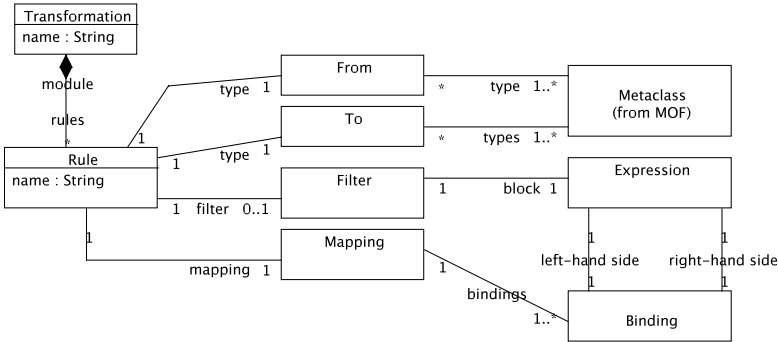 Transformation
name : String
module
rules
*
Rule
name : String
1
type 1
From
* type 1..*
Metaclass
(from MOF)
1
type 1
To
* types 1..*
1 filter 0..1
Filter
1 block 1
Expression
1
mapping 1
Mapping
1
bindings
1..*
1 1
left-hand side right-hand side
1 1
Binding